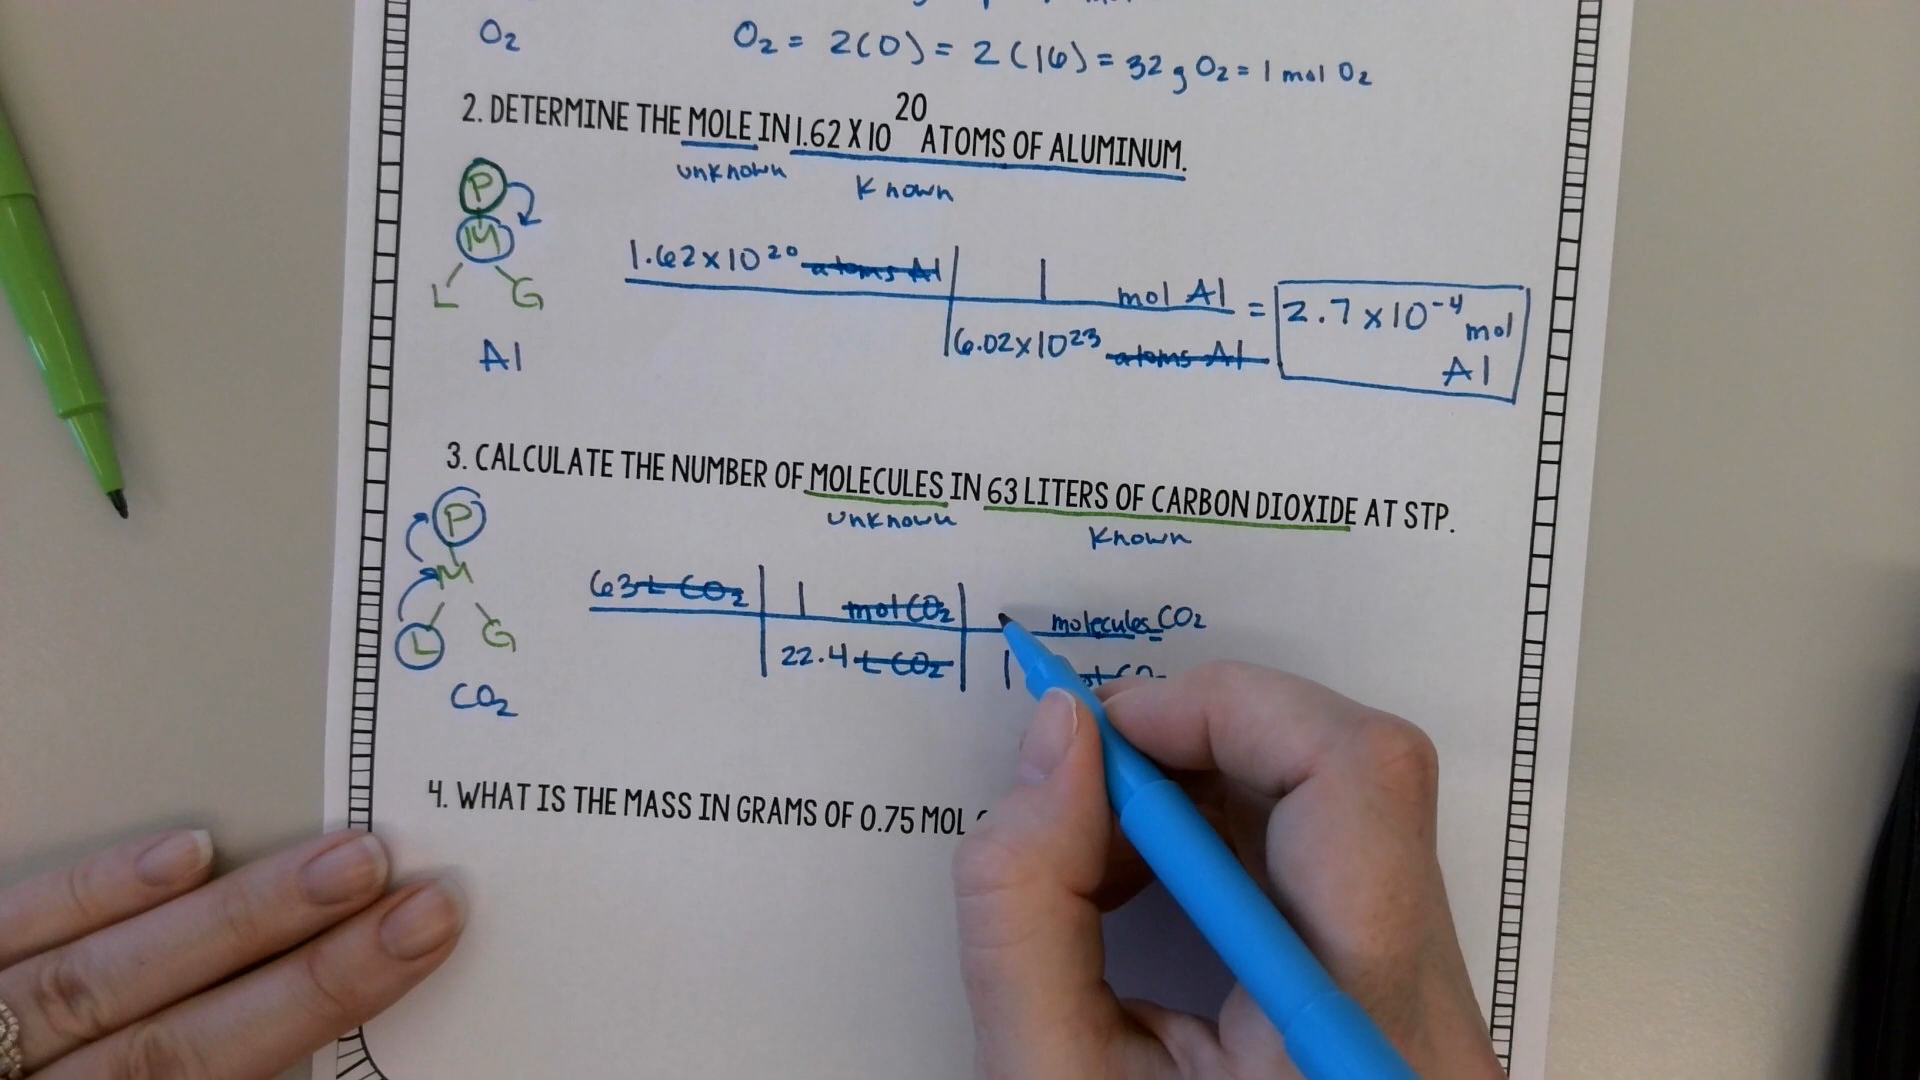 O₂ O₂ = 2(O) = 2(16) = 32 g O₂ = 1 mol O₂
2. DETERMINE THE MOLE IN 1.62 X 10²⁰ ATOMS OF ALUMINUM.
unknown Known
P
M
L G
Al
1.62x10²⁰ atoms Al | 1 mol Al = 2.7x10⁻⁴ mol Al
6.02x10²³ atoms Al
3. CALCULATE THE NUMBER OF MOLECULES IN 63 LITERS OF CARBON DIOXIDE AT STP.
unknown Known
P
M
L G
CO₂
63 L CO₂ | 1 mol CO₂ | molecules CO₂
22.4 L CO₂ | 1
4. WHAT IS THE MASS IN GRAMS OF 0.75 MOL